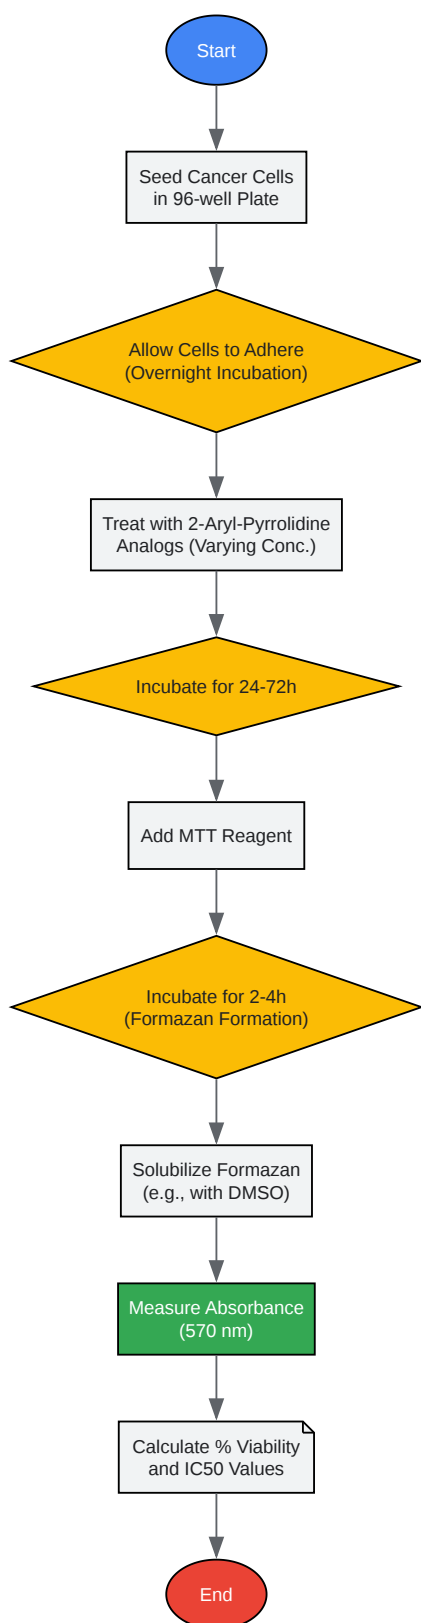 Start
Seed Cancer Cells
in 96-well Plate
Allow Cells to Adhere
(Overnight Incubation)
Treat with 2-Aryl-Pyrrolidine
Analogs (Varying Conc.)
Incubate for 24-72h
Add MTT Reagent
Incubate for 2-4h
(Formazan Formation)
Solubilize Formazan
(e.g., with DMSO)
Measure Absorbance
(570 nm)
Calculate % Viability
and IC50 Values
End